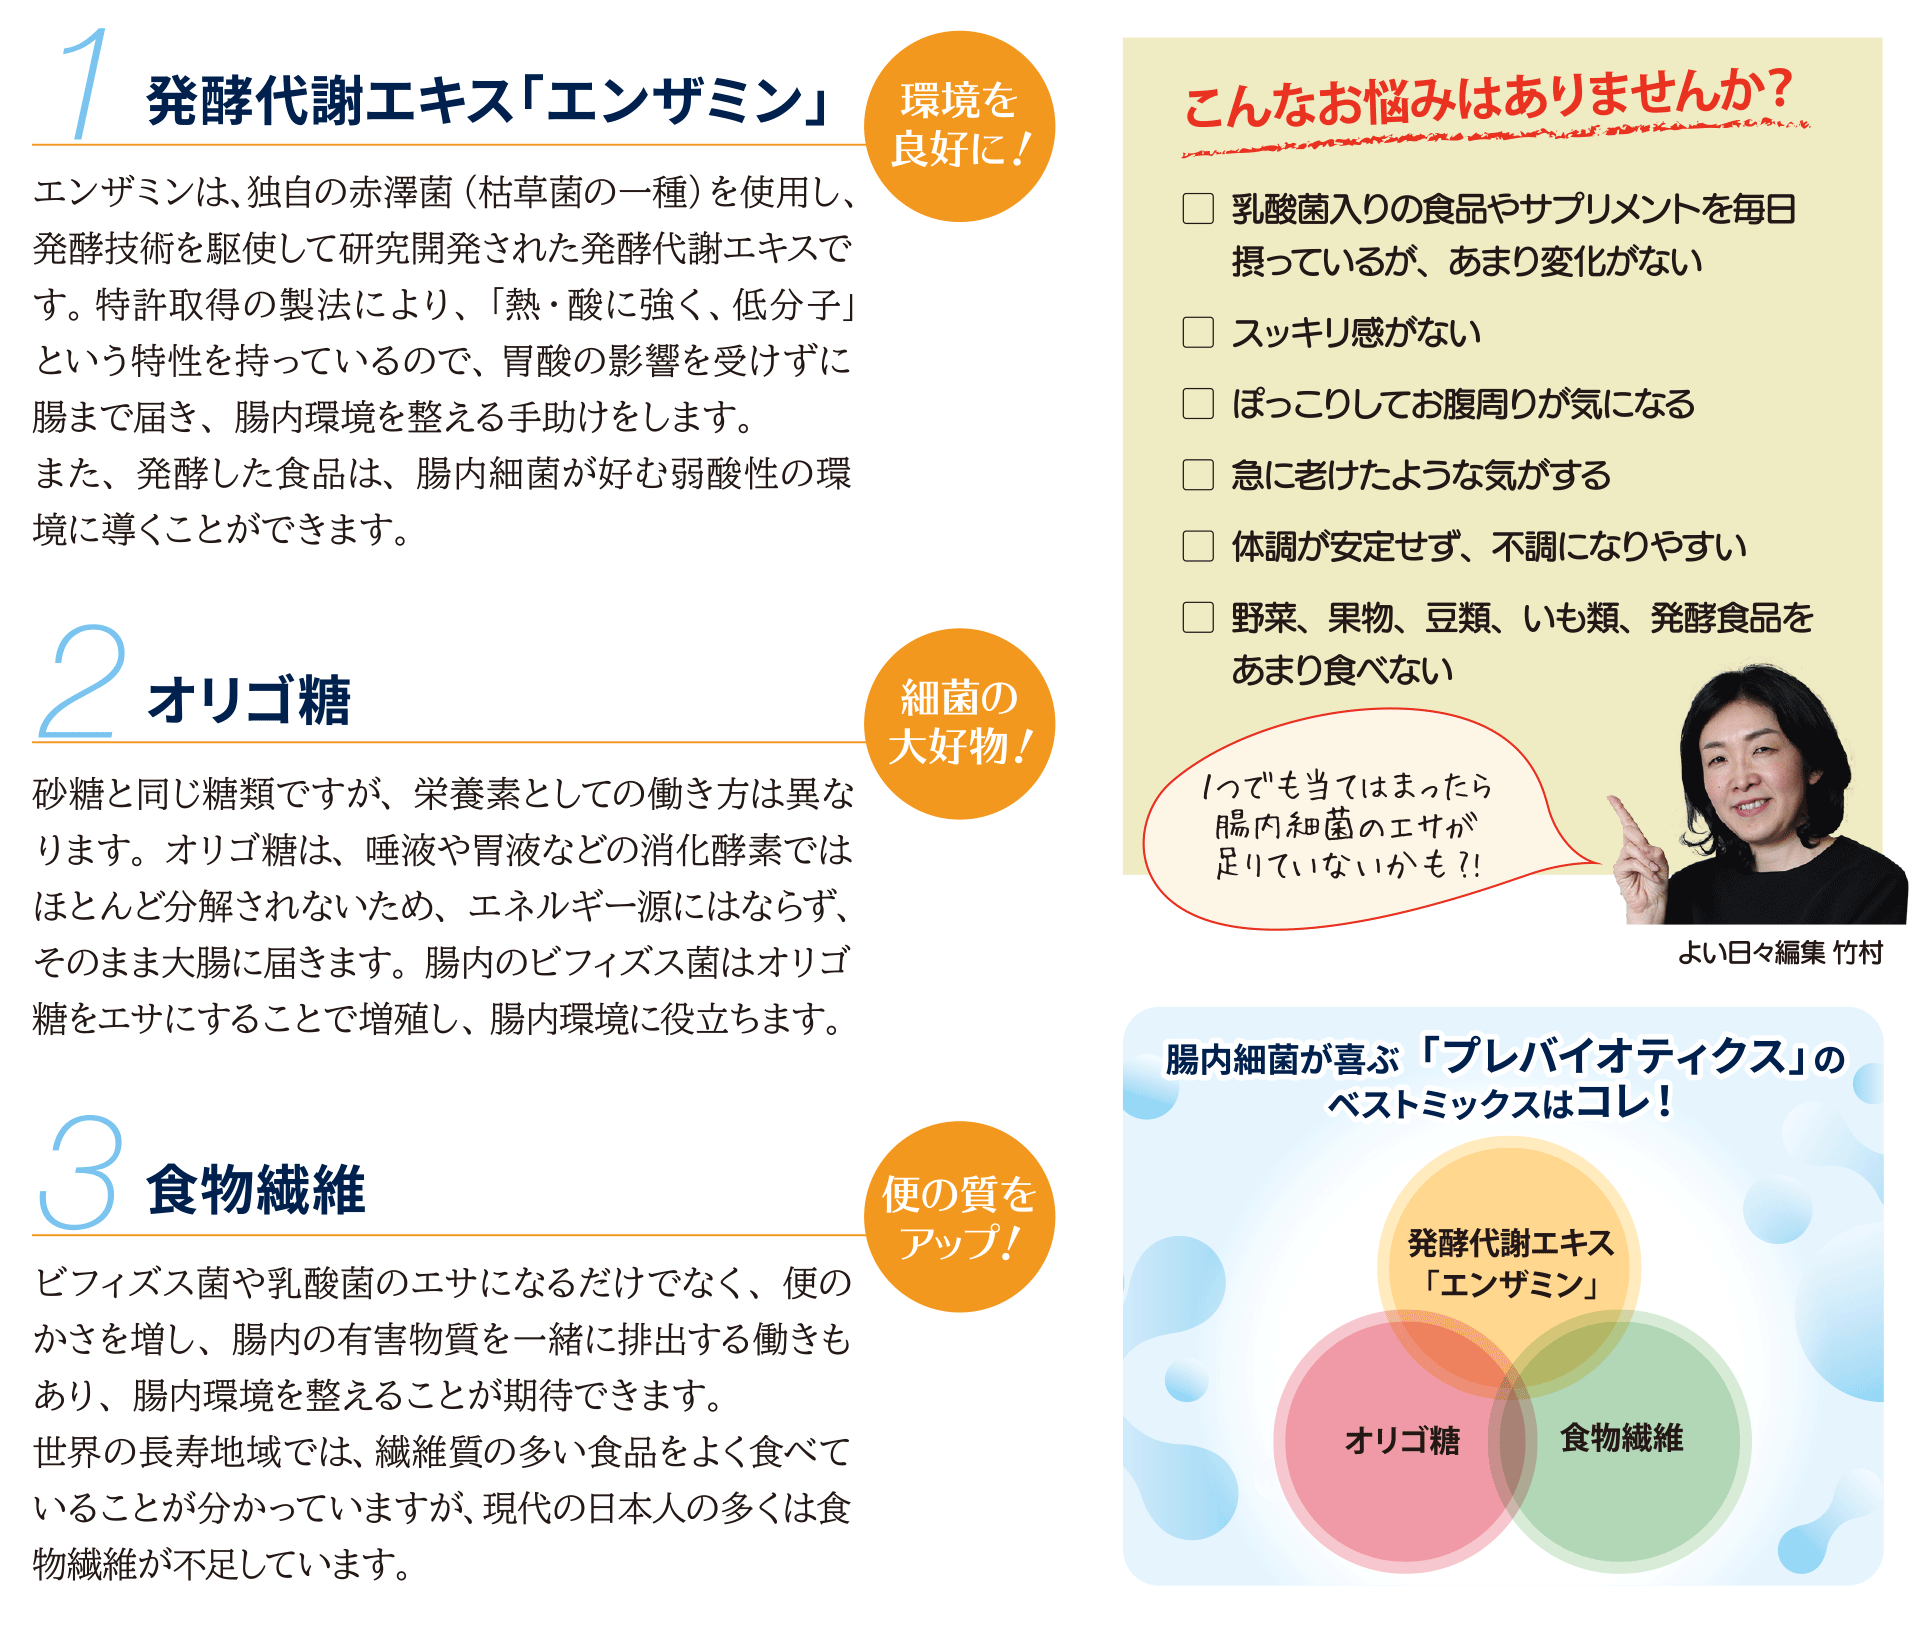 1 発酵代謝エキス「エンザミン」
環境を
良好に!
エンザミンは、独自の赤澤菌（枯草菌の一種）を使用し、
発酵技術を駆使して研究開発された発酵代謝エキスで
す。特許取得の製法により、「熱・酸に強く、低分子」
という特性を持っているので、胃酸の影響を受けずに
腸まで届き、腸内環境を整える手助けをします。
また、発酵した食品は、腸内細菌が好む弱酸性の環
境に導くことができます。
2 オリゴ糖
細菌の
大好物!
砂糖と同じ糖類ですが、栄養素としての働き方は異な
ります。オリゴ糖は、唾液や胃液などの消化酵素では
ほとんど分解されないため、エネルギー源にはならず、
そのまま大腸に届きます。腸内のビフィズス菌はオリゴ
糖をエサにすることで増殖し、腸内環境に役立ちます。
3 食物繊維
便の質を
アップ!
ビフィズス菌や乳酸菌のエサになるだけでなく、便の
かさを増し、腸内の有害物質を一緒に排出する働きも
あり、腸内環境を整えることが期待できます。
世界の長寿地域では、繊維質の多い食品をよく食べて
いることが分かっていますが、現代の日本人の多くは食
物繊維が不足しています。
こんなお悩みはありませんか?
□ 乳酸菌入りの食品やサプリメントを毎日
摂っているが、あまり変化がない
□ スッキリ感がない
□ ぽっこりしてお腹周りが気になる
□ 急に老けたような気がする
□ 体調が安定せず、不調になりやすい
□ 野菜、果物、豆類、いも類、発酵食品を
あまり食べない
1つでも当てはまったら
腸内細菌のエサが
足りていないかも?!
よい日々編集 竹村
腸内細菌が喜ぶ「プレバイオティクス」の
ベストミックスはコレ!
発酵代謝エキス
「エンザミン」
オリゴ糖
食物繊維